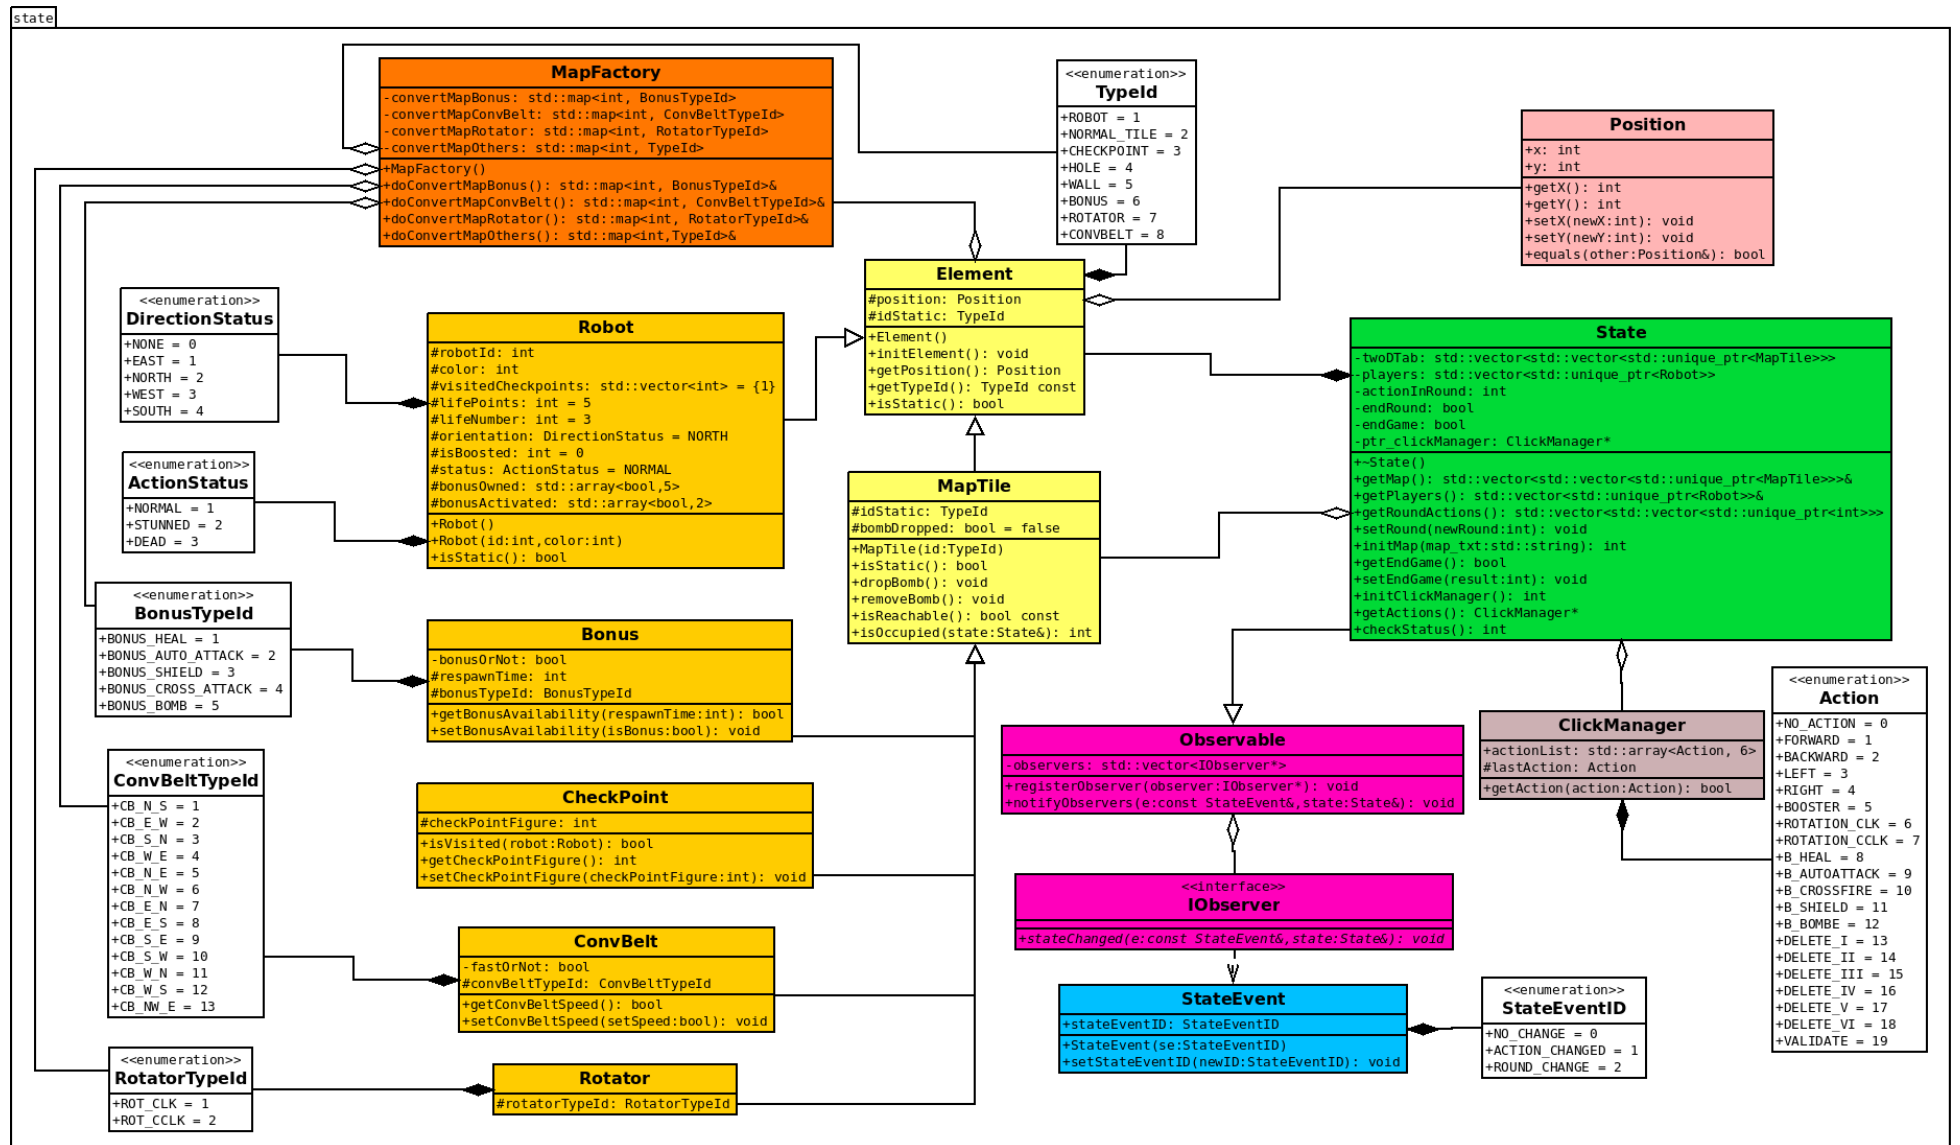 state
MapFactory
-convertMapBonus: std::map<int, BonusTypeId>
-convertMapConvBelt: std::map<int, ConvBeltTypeId>
-convertMapRotator: std::map<int, RotatorTypeId>
-convertMapOthers: std::map<int, TypeId>
+MapFactory()
+doConvertMapBonus(): std::map<int, BonusTypeId>&
+doConvertMapConvBelt(): std::map<int, ConvBeltTypeId>&
+doConvertMapRotator(): std::map<int, RotatorTypeId>&
+doConvertMapOthers(): std::map<int,TypeId>&
<<enumeration>>
TypeId
+ROBOT = 1
+NORMAL_TILE = 2
+CHECKPOINT = 3
+HOLE = 4
+WALL = 5
+BONUS = 6
+ROTATOR = 7
+CONVBELT = 8
Position
+x: int
+y: int
+getX(): int
+getY(): int
+setX(newX:int): void
+setY(newY:int): void
+equals(other:Position&): bool
Element
#position: Position
#idStatic: TypeId
+Element()
+initElement(): void
+getPosition(): Position
+getTypeId(): TypeId const
+isStatic(): bool
<<enumeration>>
DirectionStatus
+NONE = 0
+EAST = 1
+NORTH = 2
+WEST = 3
+SOUTH = 4
Robot
#robotId: int
#color: int
#visitedCheckpoints: std::vector<int> = {1}
#lifePoints: int = 5
#lifeNumber: int = 3
#orientation: DirectionStatus = NORTH
#isBoosted: int = 0
#status: ActionStatus = NORMAL
#bonusOwned: std::array<bool,5>
#bonusActivated: std::array<bool,2>
+Robot()
+Robot(id:int,color:int)
+isStatic(): bool
State
-twoDTab: std::vector<std::vector<std::unique_ptr<MapTile>>>
-players: std::vector<std::unique_ptr<Robot>>
-actionInRound: int
-endRound: bool
-endGame: bool
-ptr_clickManager: ClickManager*
+~State()
+getMap(): std::vector<std::vector<std::unique_ptr<MapTile>>>&
+getPlayers(): std::vector<std::unique_ptr<Robot>>&
+getRoundActions(): std::vector<std::vector<std::unique_ptr<int>>>
+setRound(newRound:int): void
+initMap(map_txt:std::string): int
+getEndGame(): bool
+setEndGame(result:int): void
+initClickManager(): int
+getActions(): ClickManager*
+checkStatus(): int
<<enumeration>>
ActionStatus
+NORMAL = 1
+STUNNED = 2
+DEAD = 3
MapTile
#idStatic: TypeId
#bombDropped: bool = false
+MapTile(id:TypeId)
+isStatic(): bool
+dropBomb(): void
+removeBomb(): void
+isReachable(): bool const
+isOccupied(state:State&): int
<<enumeration>>
BonusTypeId
+BONUS_HEAL = 1
+BONUS_AUTO_ATTACK = 2
+BONUS_SHIELD = 3
+BONUS_CROSS_ATTACK = 4
+BONUS_BOMB = 5
Bonus
-bonusOrNot: bool
#respawnTime: int
#bonusTypeId: BonusTypeId
+getBonusAvailability(respawnTime:int): bool
+setBonusAvailability(isBonus:bool): void
<<enumeration>>
Action
+NO_ACTION = 0
+FORWARD = 1
+BACKWARD = 2
+LEFT = 3
+RIGHT = 4
+BOOSTER = 5
+ROTATION_CLK = 6
+ROTATION_CCLK = 7
+B_HEAL = 8
+B_AUTOATTACK = 9
+B_CROSSFIRE = 10
+B_SHIELD = 11
+B_BOMBE = 12
+DELETE_I = 13
+DELETE_II = 14
+DELETE_III = 15
+DELETE_IV = 16
+DELETE_V = 17
+DELETE_VI = 18
+VALIDATE = 19
ClickManager
+actionList: std::array<Action, 6>
#lastAction: Action
+getAction(action:Action): bool
Observable
-observers: std::vector<IObserver*>
+registerObserver(observer:IObserver*): void
+notifyObservers(e:const StateEvent&,state:State&): void
<<enumeration>>
ConvBeltTypeId
+CB_N_S = 1
+CB_E_W = 2
+CB_S_N = 3
+CB_W_E = 4
+CB_N_E = 5
+CB_N_W = 6
+CB_E_N = 7
+CB_E_S = 8
+CB_S_E = 9
+CB_S_W = 10
+CB_W_N = 11
+CB_W_S = 12
+CB_NW_E = 13
CheckPoint
#checkPointFigure: int
+isVisited(robot:Robot): bool
+getCheckPointFigure(): int
+setCheckPointFigure(checkPointFigure:int): void
<<interface>>
IObserver
+stateChanged(e:const StateEvent&,state:State&): void
ConvBelt
-fastOrNot: bool
#convBeltTypeId: ConvBeltTypeId
+getConvBeltSpeed(): bool
+setConvBeltSpeed(setSpeed:bool): void
StateEvent
+stateEventID: StateEventID
+StateEvent(se:StateEventID)
+setStateEventID(newID:StateEventID): void
<<enumeration>>
StateEventID
+NO_CHANGE = 0
+ACTION_CHANGED = 1
+ROUND_CHANGE = 2
<<enumeration>>
RotatorTypeId
+ROT_CLK = 1
+ROT_CCLK = 2
Rotator
#rotatorTypeId: RotatorTypeId